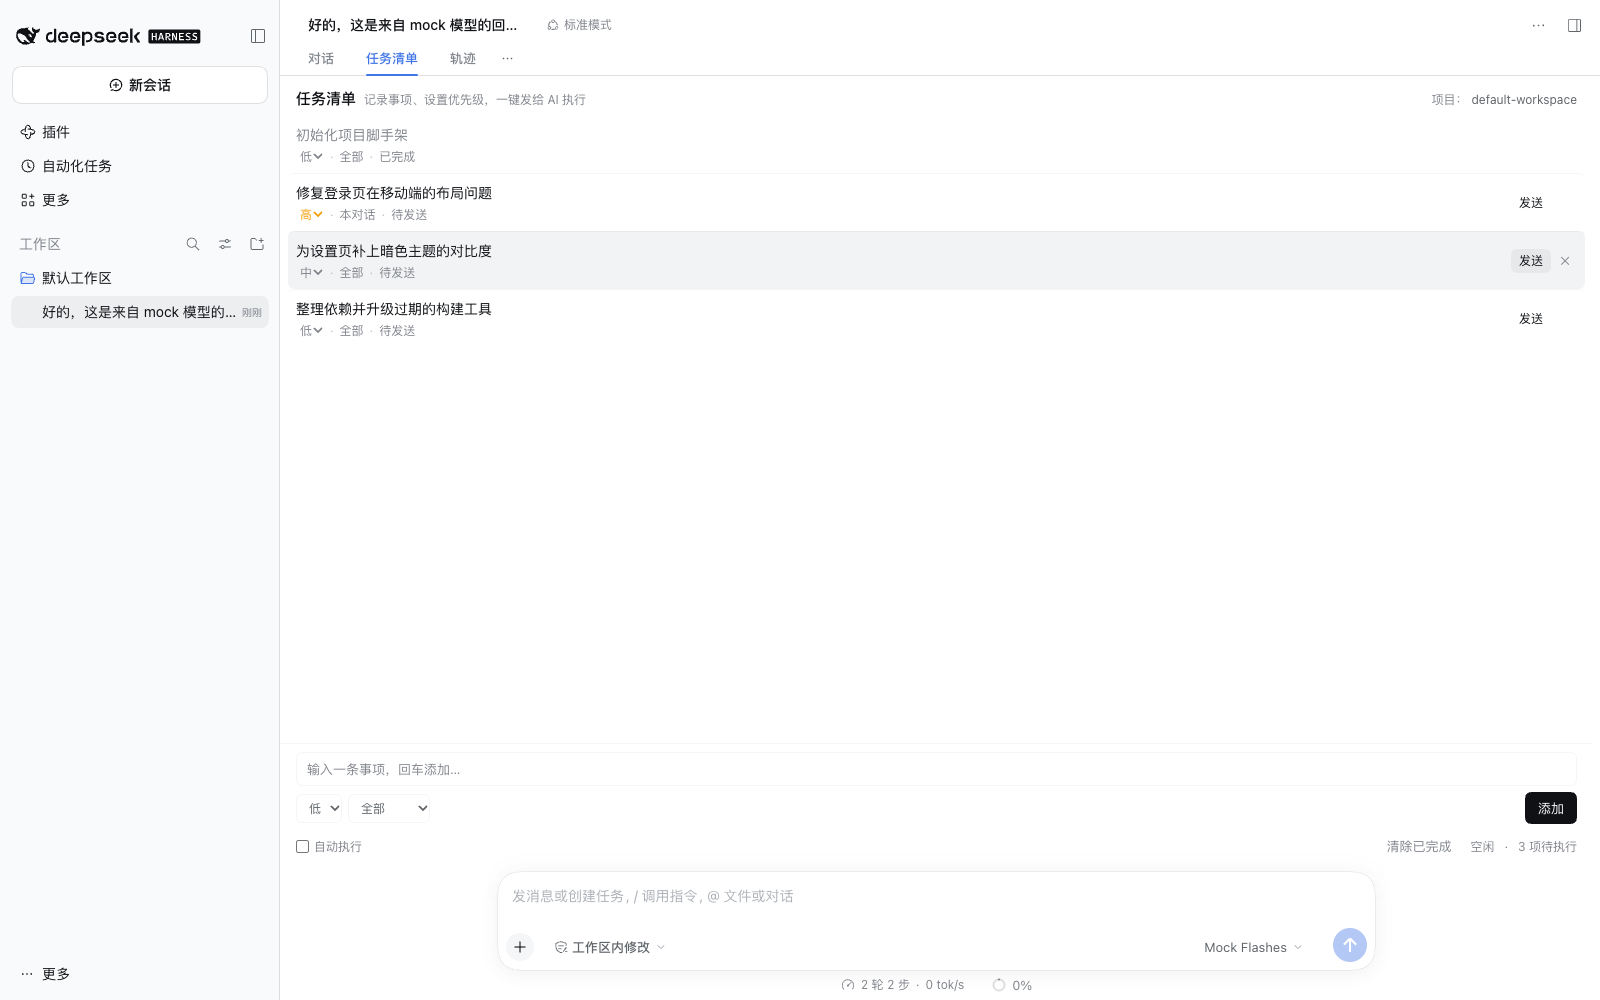 deepseek HARNESS
新会话
插件
自动化任务
更多
工作区
默认工作区
好的，这是来自 mock 模型的... 刚刚
更多
好的，这是来自 mock 模型的回... 标准模式
对话 任务清单 轨迹 ...
任务清单 记录事项、设置优先级，一键发给 AI 执行 项目： default-workspace
初始化项目脚手架
低 · 全部 · 已完成
修复登录页在移动端的布局问题
高 · 本对话 · 待发送
发送
为设置页补上暗色主题的对比度
中 · 全部 · 待发送
发送
整理依赖并升级过期的构建工具
低 · 全部 · 待发送
发送
输入一条事项，回车添加...
低 全部 添加
自动执行 清除已完成 空闲 · 3 项待执行
发消息或创建任务, / 调用指令, @ 文件或对话
工作区内修改 Mock Flashes
2 轮 2 步 · 0 tok/s 0%